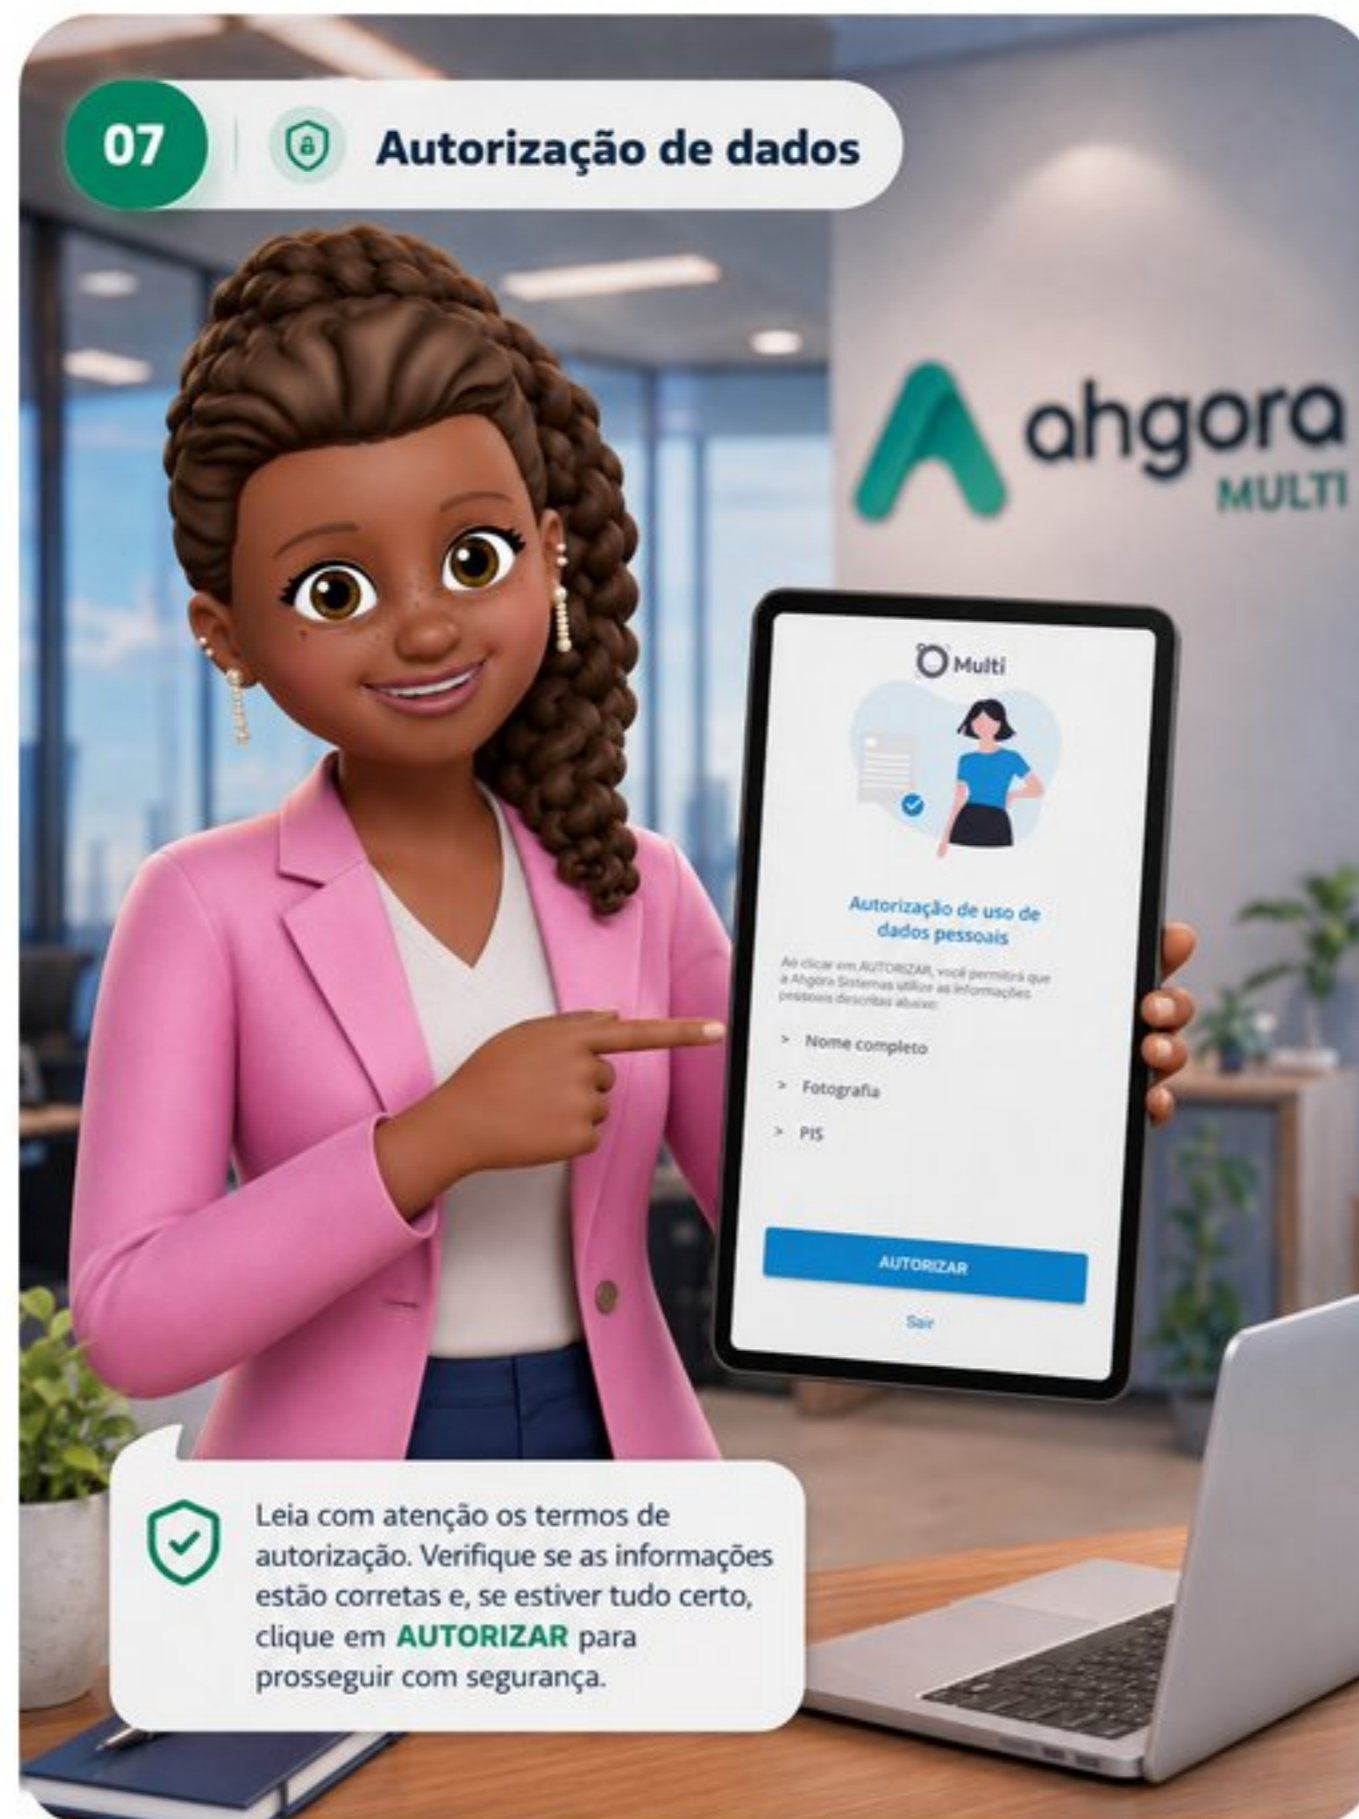 07
Autorização de dados
ahgora
MULTI
Multi
Autorização de uso de
dados pessoais
Ao clicar em AUTORIZAR, você permitirá que
a Ahgora Sistemas utilize as informações
pessoais descritas abaixo:
> Nome completo
> Fotografia
> PIS
AUTORIZAR
Sair
Leia com atenção os termos de
autorização. Verifique se as informações
estão corretas e, se estiver tudo certo,
clique em AUTORIZAR para
prosseguir com segurança.